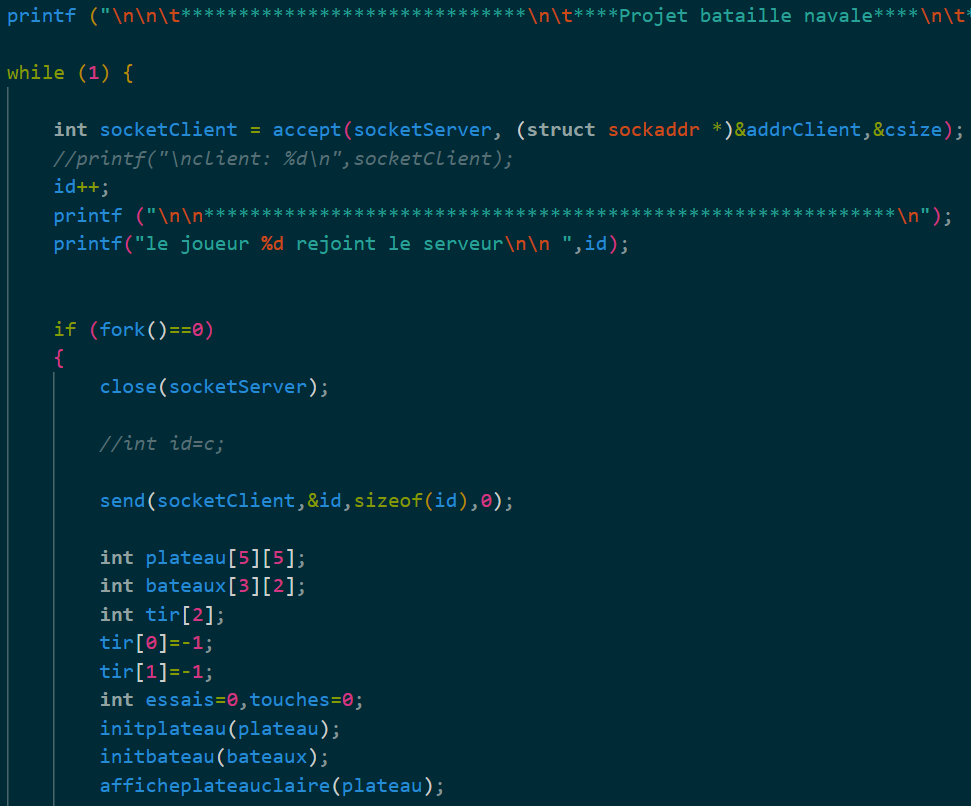 printf ("\n\n\t******************************\n\t****Projet bataille navale****\n\t*
while (1) {
int socketClient = accept(socketServer, (struct sockaddr *)&addrClient,&csize);
//printf("\nclient: %d\n",socketClient);
id++;
printf ("\n\n************************************************************\n");
printf("le joueur %d rejoint le serveur\n\n ",id);
if (fork()==0)
{
close(socketServer);
//int id=c;
send(socketClient,&id,sizeof(id),0);
int plateau[5][5];
int bateaux[3][2];
int tir[2];
tir[0]=-1;
tir[1]=-1;
int essais=0,touches=0;
initplateau(plateau);
initbateau(bateaux);
afficheplateauclaire(plateau);